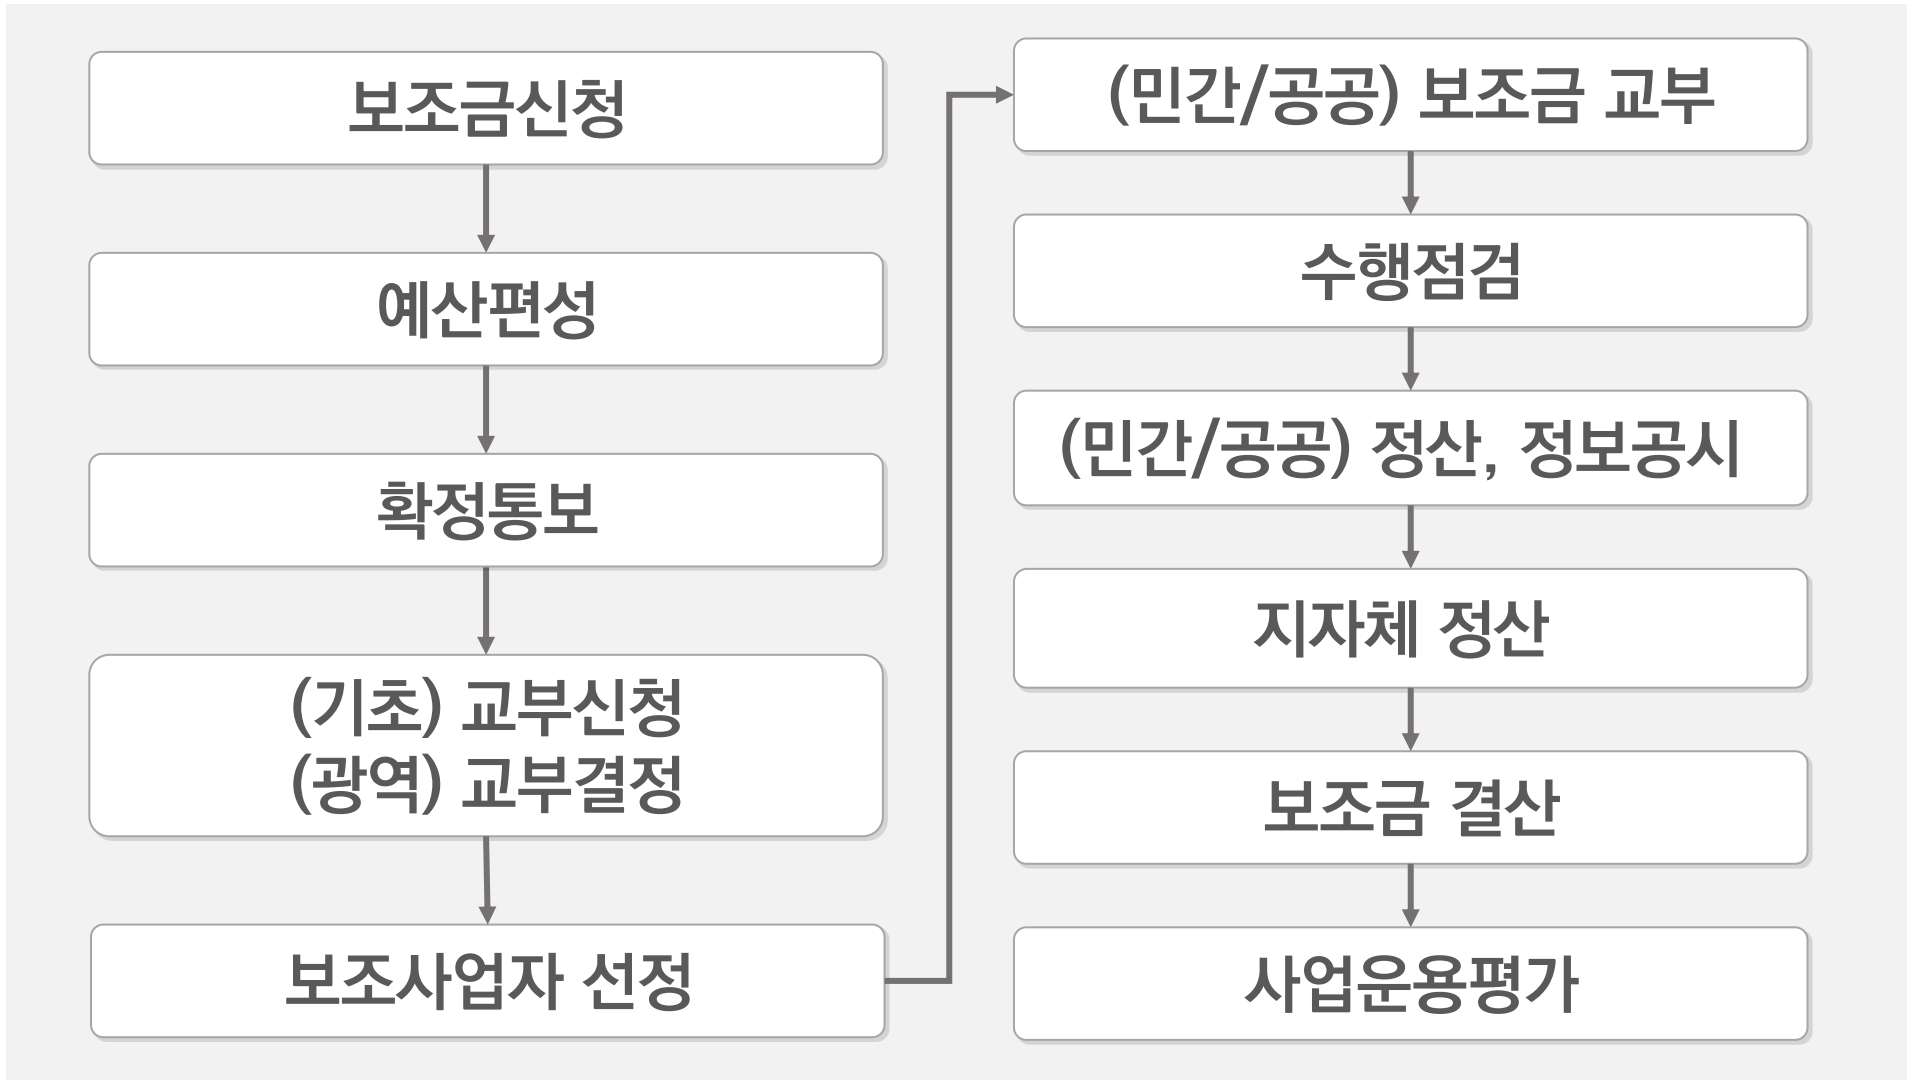 보조금신청
예산편성
확정통보
(기초) 교부신청
(광역) 교부결정
보조사업자 선정
(민간/공공) 보조금 교부
수행점검
(민간/공공) 정산, 정보공시
지자체 정산
보조금 결산
사업운용평가